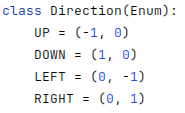 class Direction(Enum):
    UP = (-1, 0)
    DOWN = (1, 0)
    LEFT = (0, -1)
    RIGHT = (0, 1)